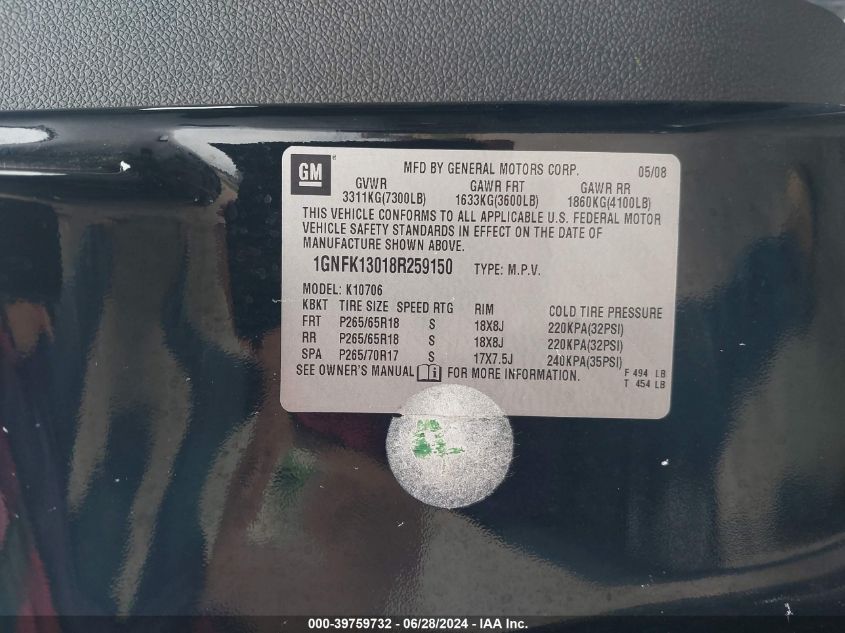 GM ® MFD BY GENERAL MOTORS CORP. 05/08
GVWR GAWR FRT GAWR RR
3311KG(7300LB) 1633KG(3600LB) 1860KG(4100LB)
THIS VEHICLE CONFORMS TO ALL APPLICABLE U.S. FEDERAL MOTOR
VEHICLE SAFETY STANDARDS IN EFFECT ON THE DATE OF
MANUFACTURE SHOWN ABOVE.
1GNFK13018R259150 TYPE: M.P.V.
MODEL: K10706
KBKT TIRE SIZE SPEED RTG RIM COLD TIRE PRESSURE
FRT P265/65R18 S 18X8J 220KPA(32PSI)
RR P265/65R18 S 18X8J 220KPA(32PSI)
SPA P265/70R17 S 17X7.5J 240KPA(35PSI)
SEE OWNER'S MANUAL FOR MORE INFORMATION.
F 494 LB
T 454 LB
000-39759732 - 06/28/2024 - IAA Inc.